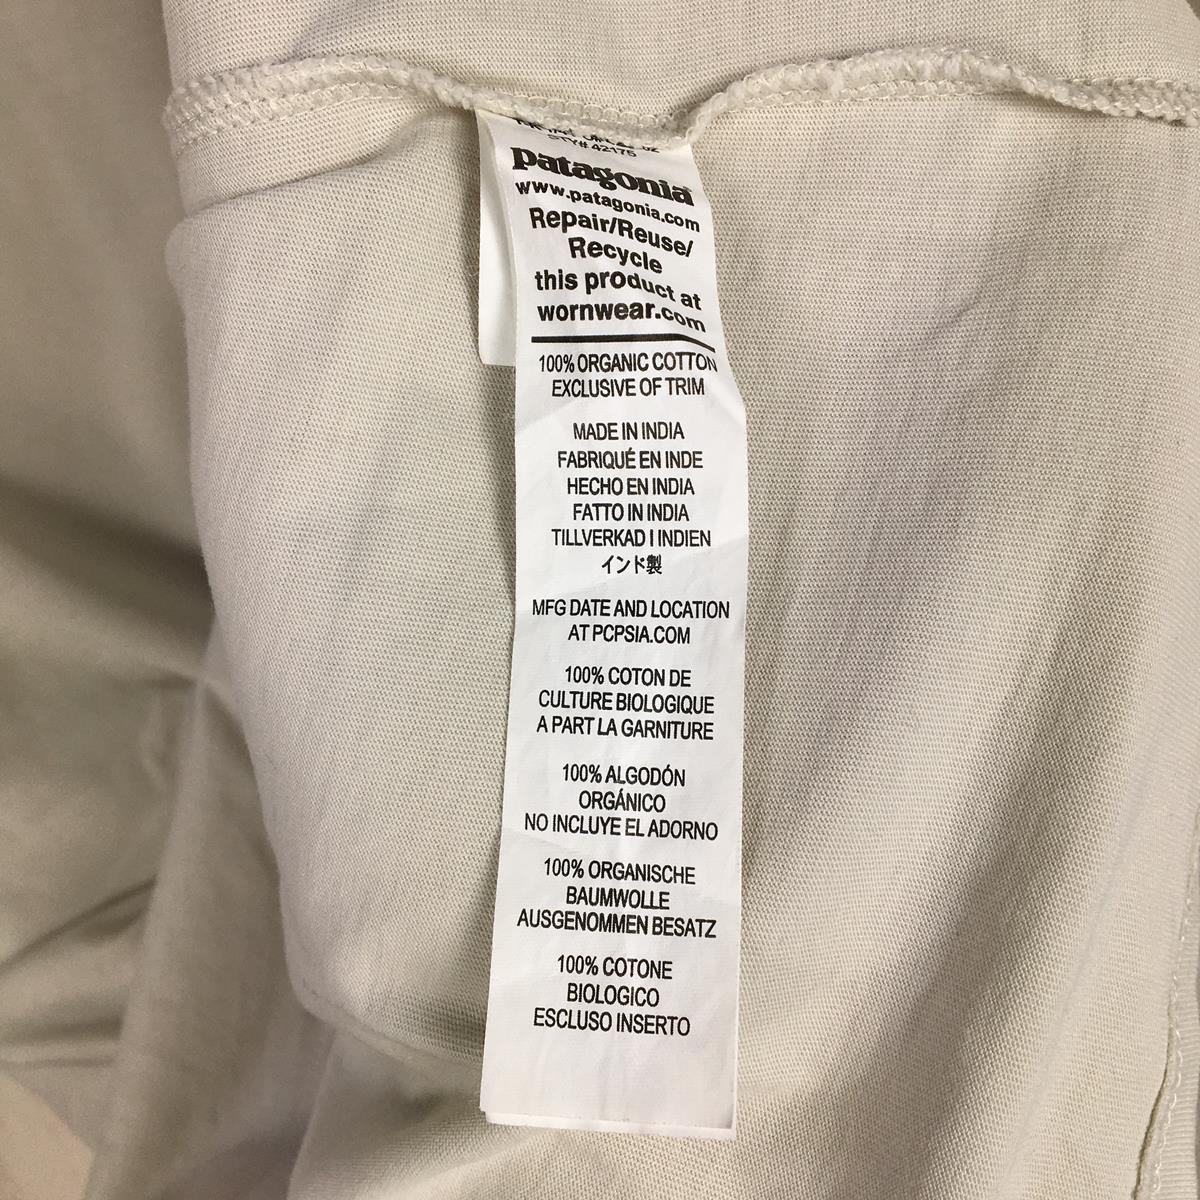 STY# 42175
patagonia
www.patagonia.com
Repair/Reuse/
Recycle
this product at
wornwear.com
100% ORGANIC COTTON
EXCLUSIVE OF TRIM
MADE IN INDIA
FABRIQUÉ EN INDE
HECHO EN INDIA
FATTO IN INDIA
TILLVERKAD I INDIEN
インド製
MFG DATE AND LOCATION
AT PCPSIA.COM
100% COTON DE
CULTURE BIOLOGIQUE
A PART LA GARNITURE
100% ALGODÓN
ORGÁNICO
NO INCLUYE EL ADORNO
100% ORGANISCHE
BAUMWOLLE
AUSGENOMMEN BESATZ
100% COTONE
BIOLOGICO
ESCLUSO INSERTO